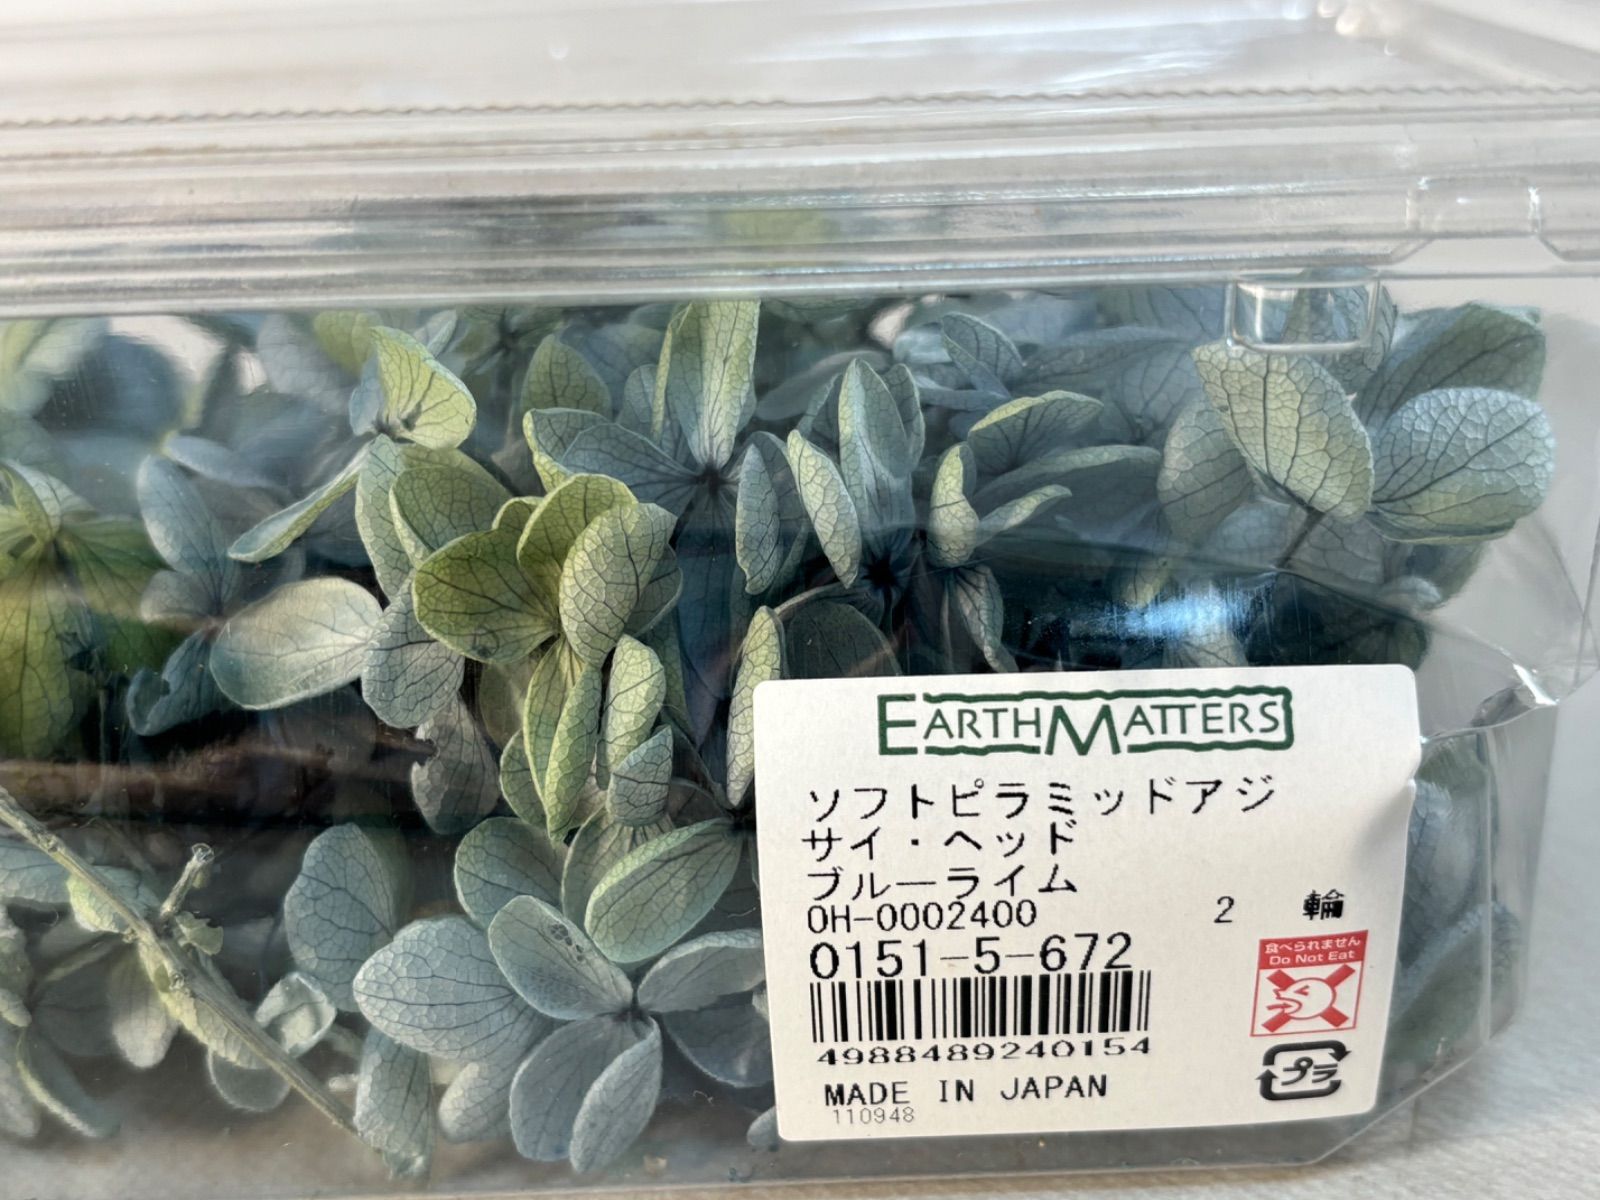 EARTH MATTERS
ソフトピラミッドアジ
サイ・ヘッド
ブルーライム
OH-0002400
2 輪
0151-5-672
食べられません
Do Not Eat
4988489240154
プラ
MADE IN JAPAN
110948